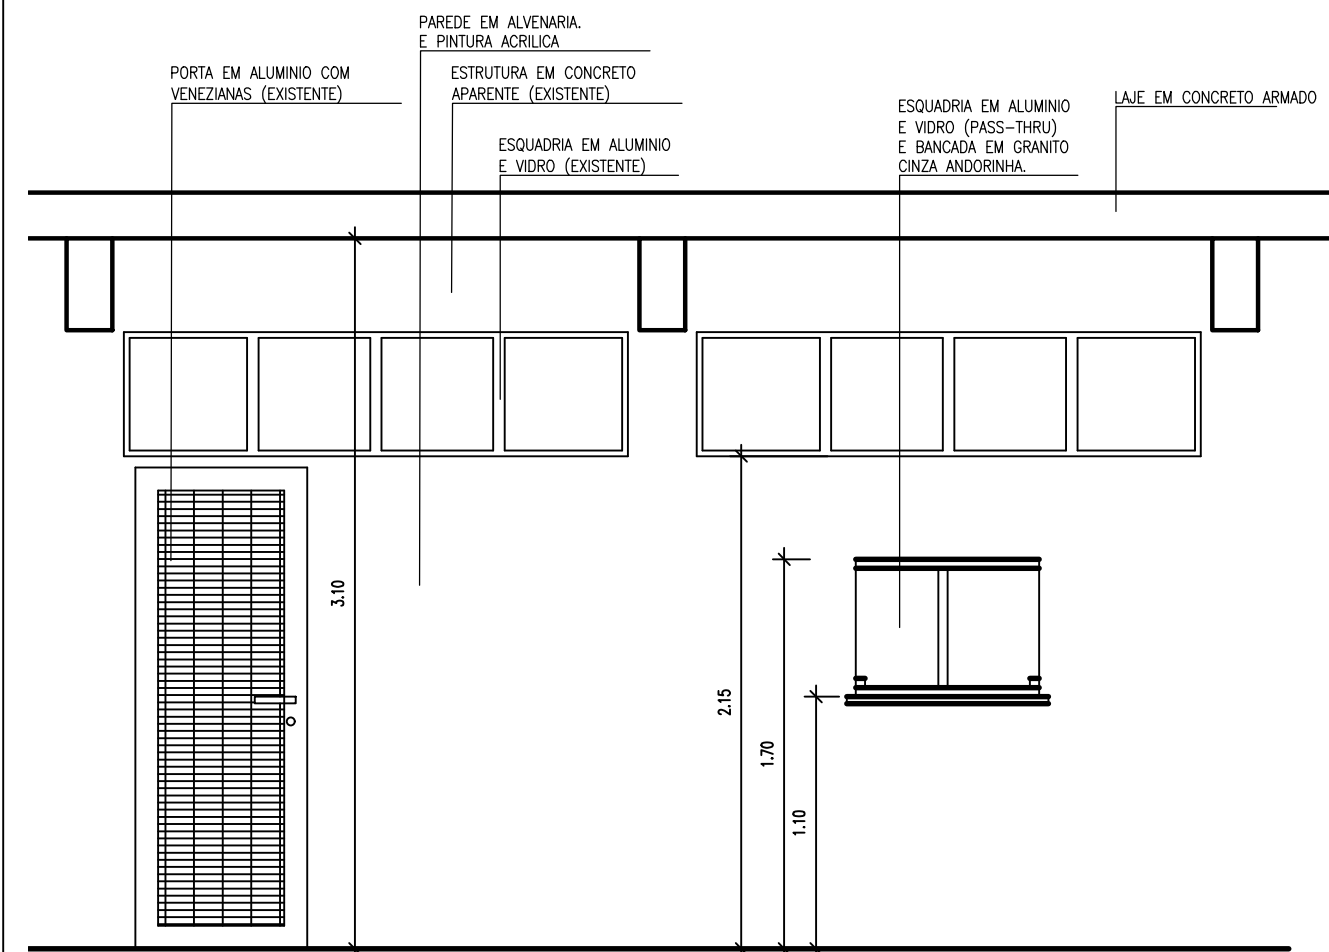 PAREDE EM ALVENARIA.
E PINTURA ACRILICA
PORTA EM ALUMINIO COM
VENEZIANAS (EXISTENTE)
ESTRUTURA EM CONCRETO
APARENTE (EXISTENTE)
ESQUADRIA EM ALUMINIO
E VIDRO (EXISTENTE)
ESQUADRIA EM ALUMINIO
E VIDRO (PASS-THRU)
E BANCADA EM GRANITO
CINZA ANDORINHA.
LAJE EM CONCRETO ARMADO
3.10
2.15
1.70
1.10